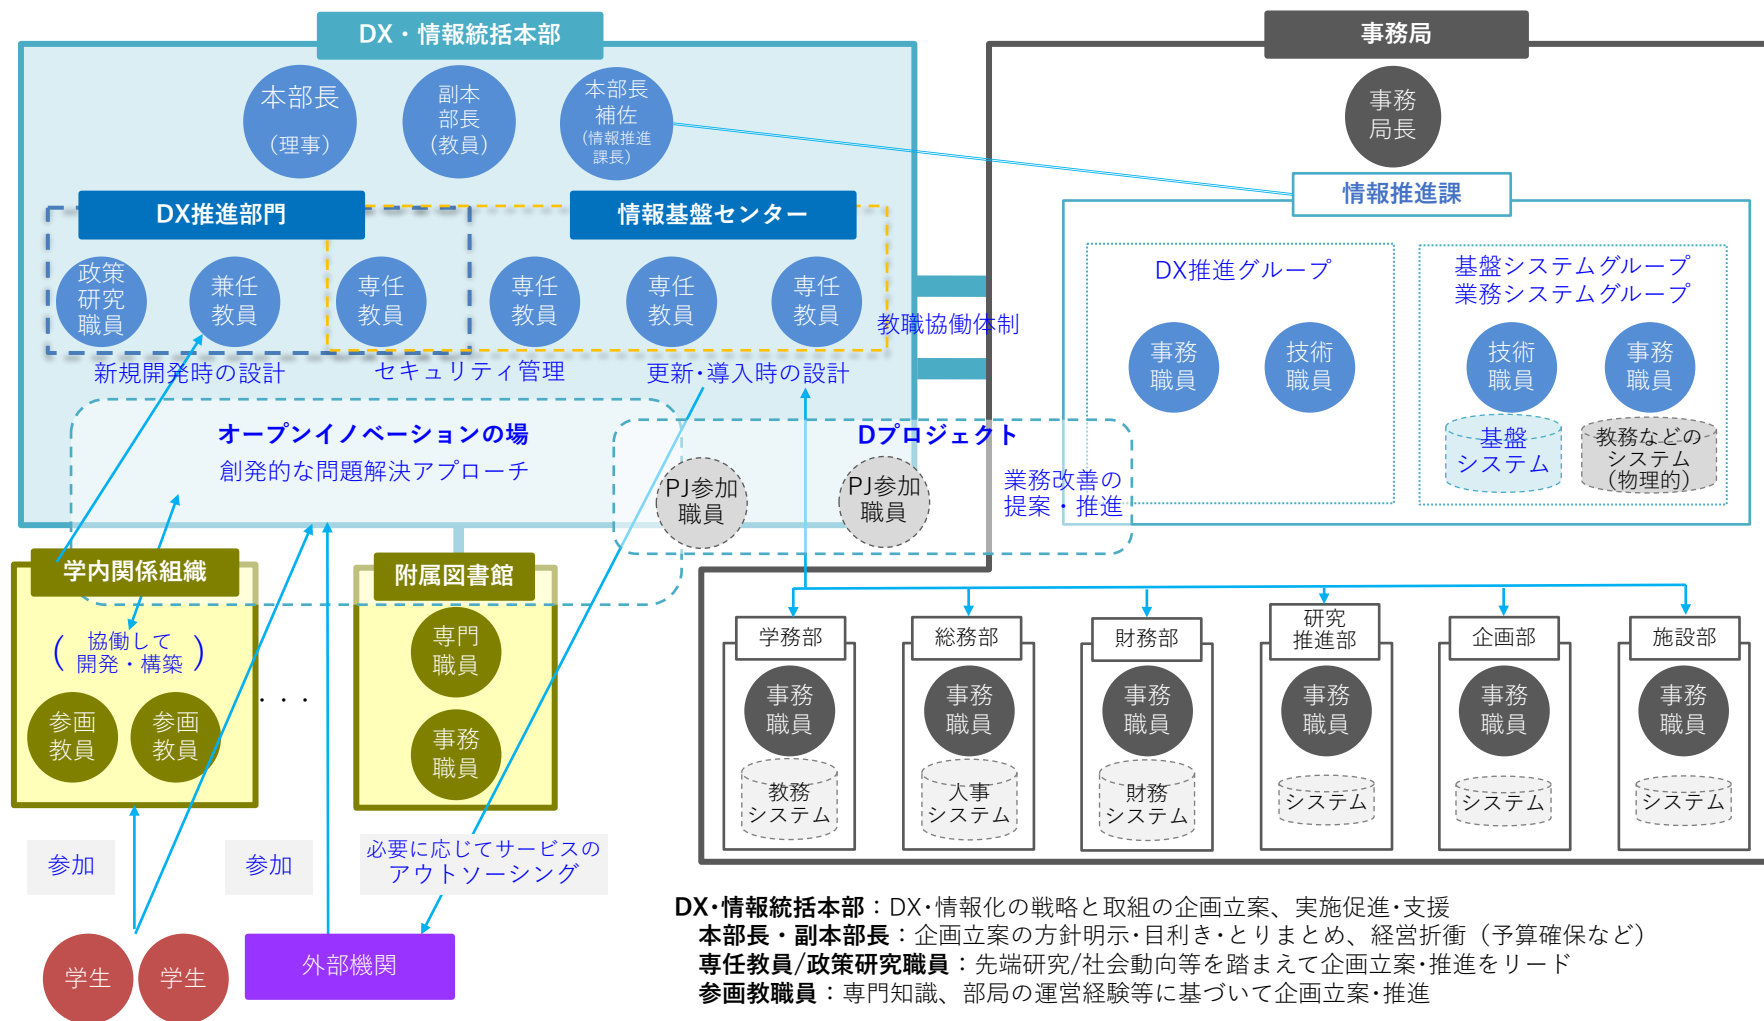 DX・情報統括本部
本部長
（理事）
副本
部長
（教員）
本部長
補佐
（情報推進
課長）
DX推進部門
情報基盤センター
政策
研究
職員
兼任
教員
専任
教員
専任
教員
専任
教員
専任
教員
新規開発時の設計
セキュリティ管理
更新・導入時の設計
教職協働体制
オープンイノベーションの場
創発的な問題解決アプローチ
Dプロジェクト
PJ参加
職員
PJ参加
職員
業務改善の
提案・推進
事務局
事務
局長
情報推進課
DX推進グループ
事務
職員
技術
職員
基盤システムグループ
業務システムグループ
技術
職員
事務
職員
基盤
システム
教務などの
システム
（物理的）
学内関係組織
（協働して
開発・構築）
参画
教員
参画
教員
・・・
附属図書館
専門
職員
事務
職員
学務部
事務
職員
教務
システム
総務部
事務
職員
人事
システム
財務部
事務
職員
財務
システム
研究
推進部
事務
職員
システム
企画部
事務
職員
システム
施設部
事務
職員
システム
参加
参加
必要に応じてサービスの
アウトソーシング
学生
学生
外部機関
DX・情報統括本部：DX・情報化の戦略と取組の企画立案、実施促進・支援
本部長・副本部長：企画立案の方針明示・目利き・とりまとめ、経営折衝（予算確保など）
専任教員/政策研究職員：先端研究/社会動向等を踏まえて企画立案・推進をリード
参画教職員：専門知識、部局の運営経験等に基づいて企画立案・推進